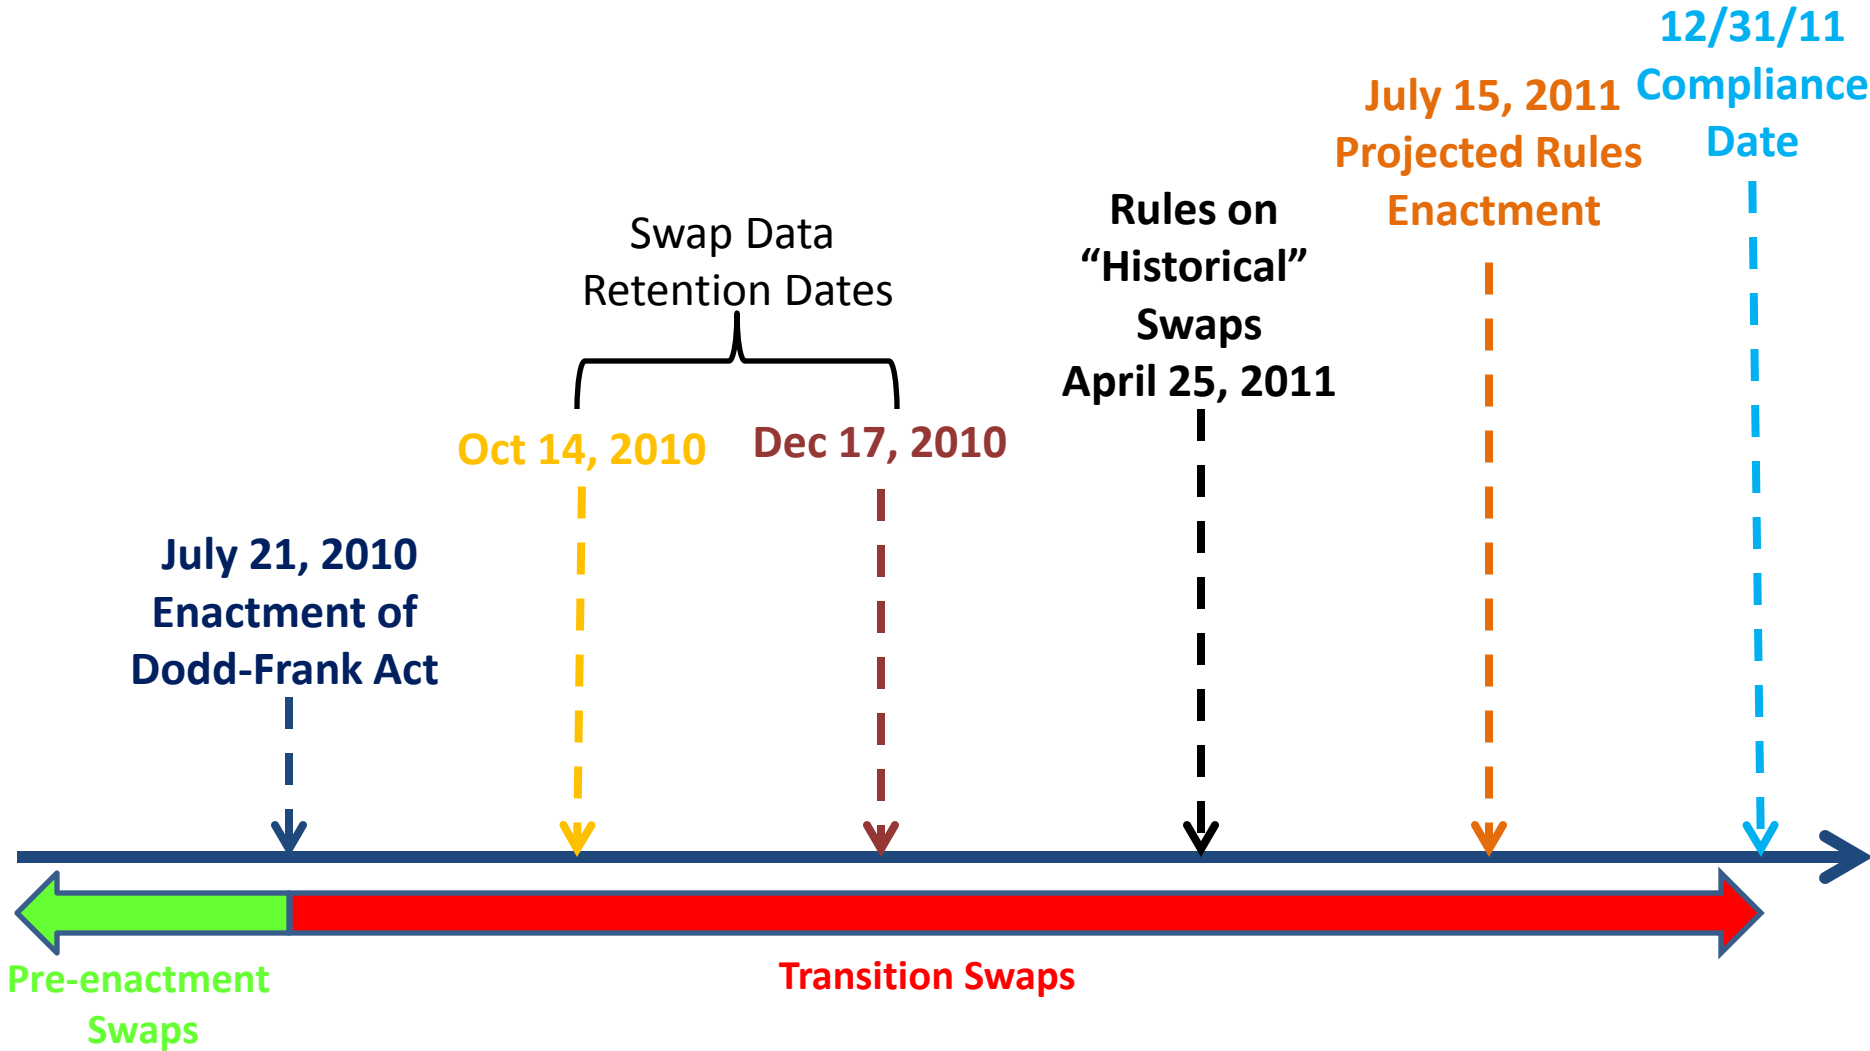 12/31/11
Compliance
Date
July 15, 2011
Projected Rules
Enactment
Rules on
“Historical”
Swaps
April 25, 2011
Swap Data
Retention Dates
Oct 14, 2010
Dec 17, 2010
July 21, 2010
Enactment of
Dodd-Frank Act
Pre-enactment
Swaps
Transition Swaps